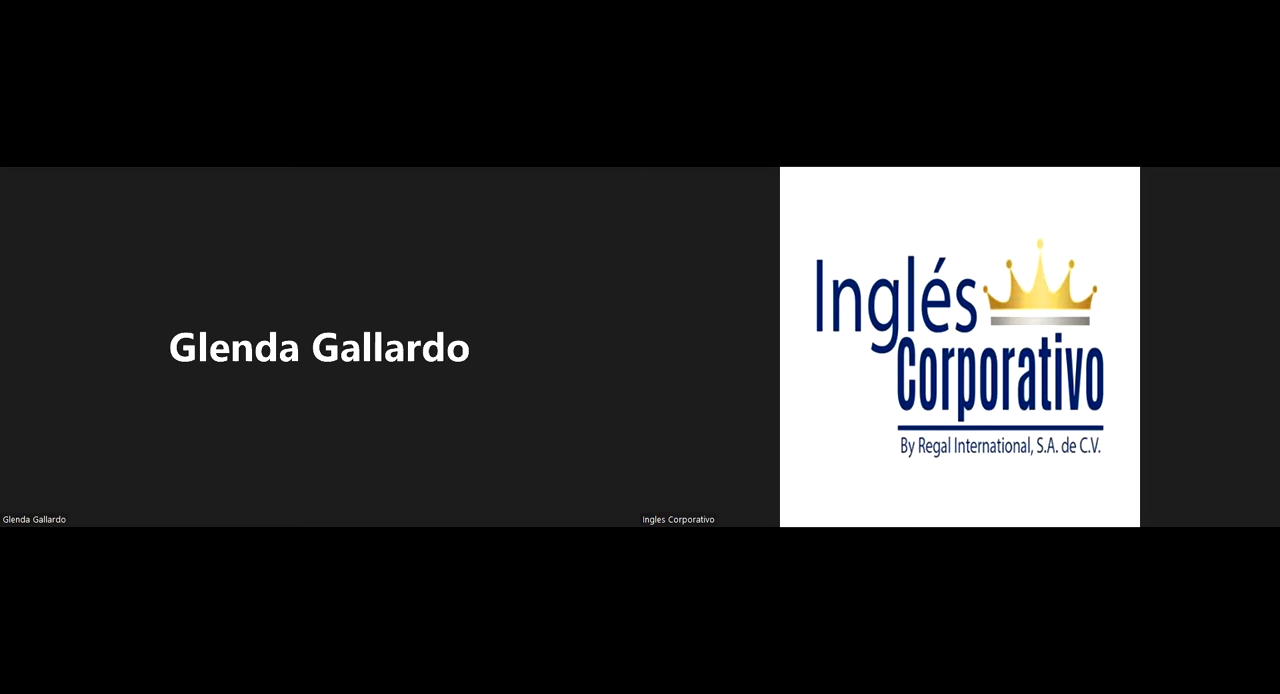 Glenda Gallardo
Glenda Gallardo
Inglés
Corporativo
By Regal International, S.A. de C.V.
Ingles Corporativo